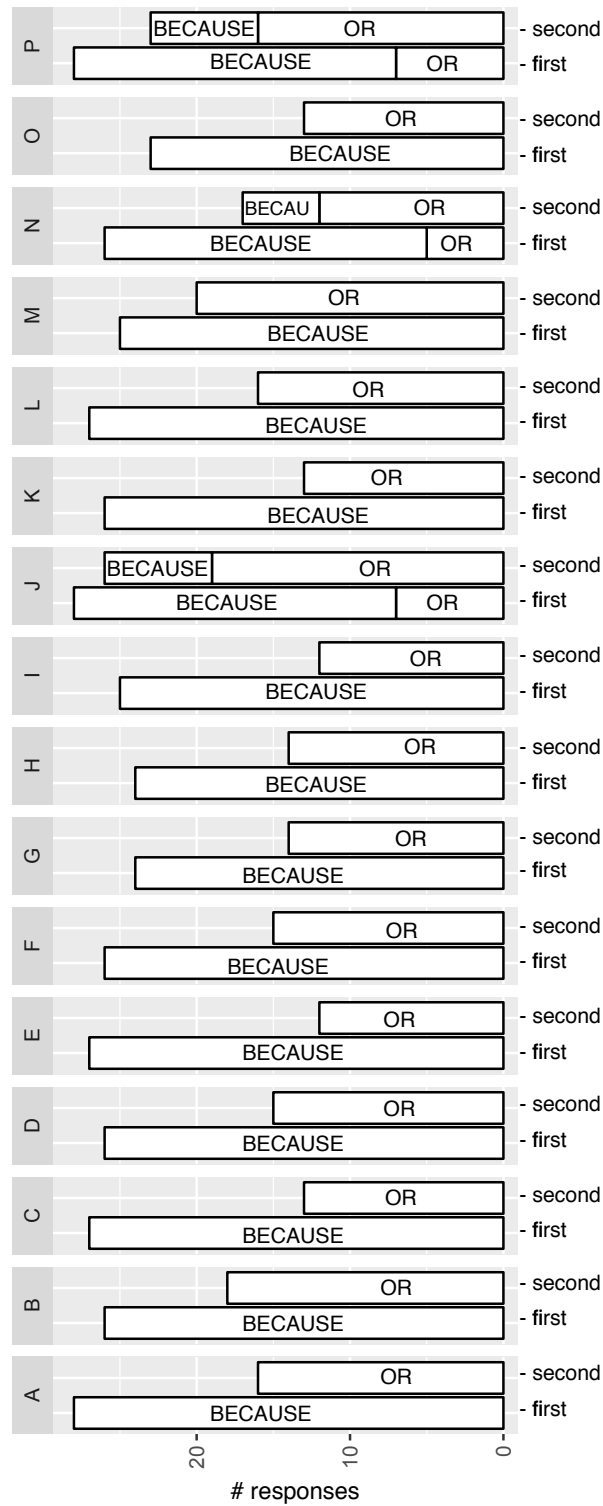 P
BECAUSE OR - second
BECAUSE OR - first
O
OR - second
BECAUSE - first
N
BECAU OR - second
BECAUSE OR - first
M
OR - second
BECAUSE - first
L
OR - second
BECAUSE - first
K
OR - second
BECAUSE - first
J
BECAUSE OR - second
BECAUSE OR - first
I
OR - second
BECAUSE - first
H
OR - second
BECAUSE - first
G
OR - second
BECAUSE - first
F
OR - second
BECAUSE - first
E
OR - second
BECAUSE - first
D
OR - second
BECAUSE - first
C
OR - second
BECAUSE - first
B
OR - second
BECAUSE - first
A
OR - second
BECAUSE - first
20 10 0
# responses